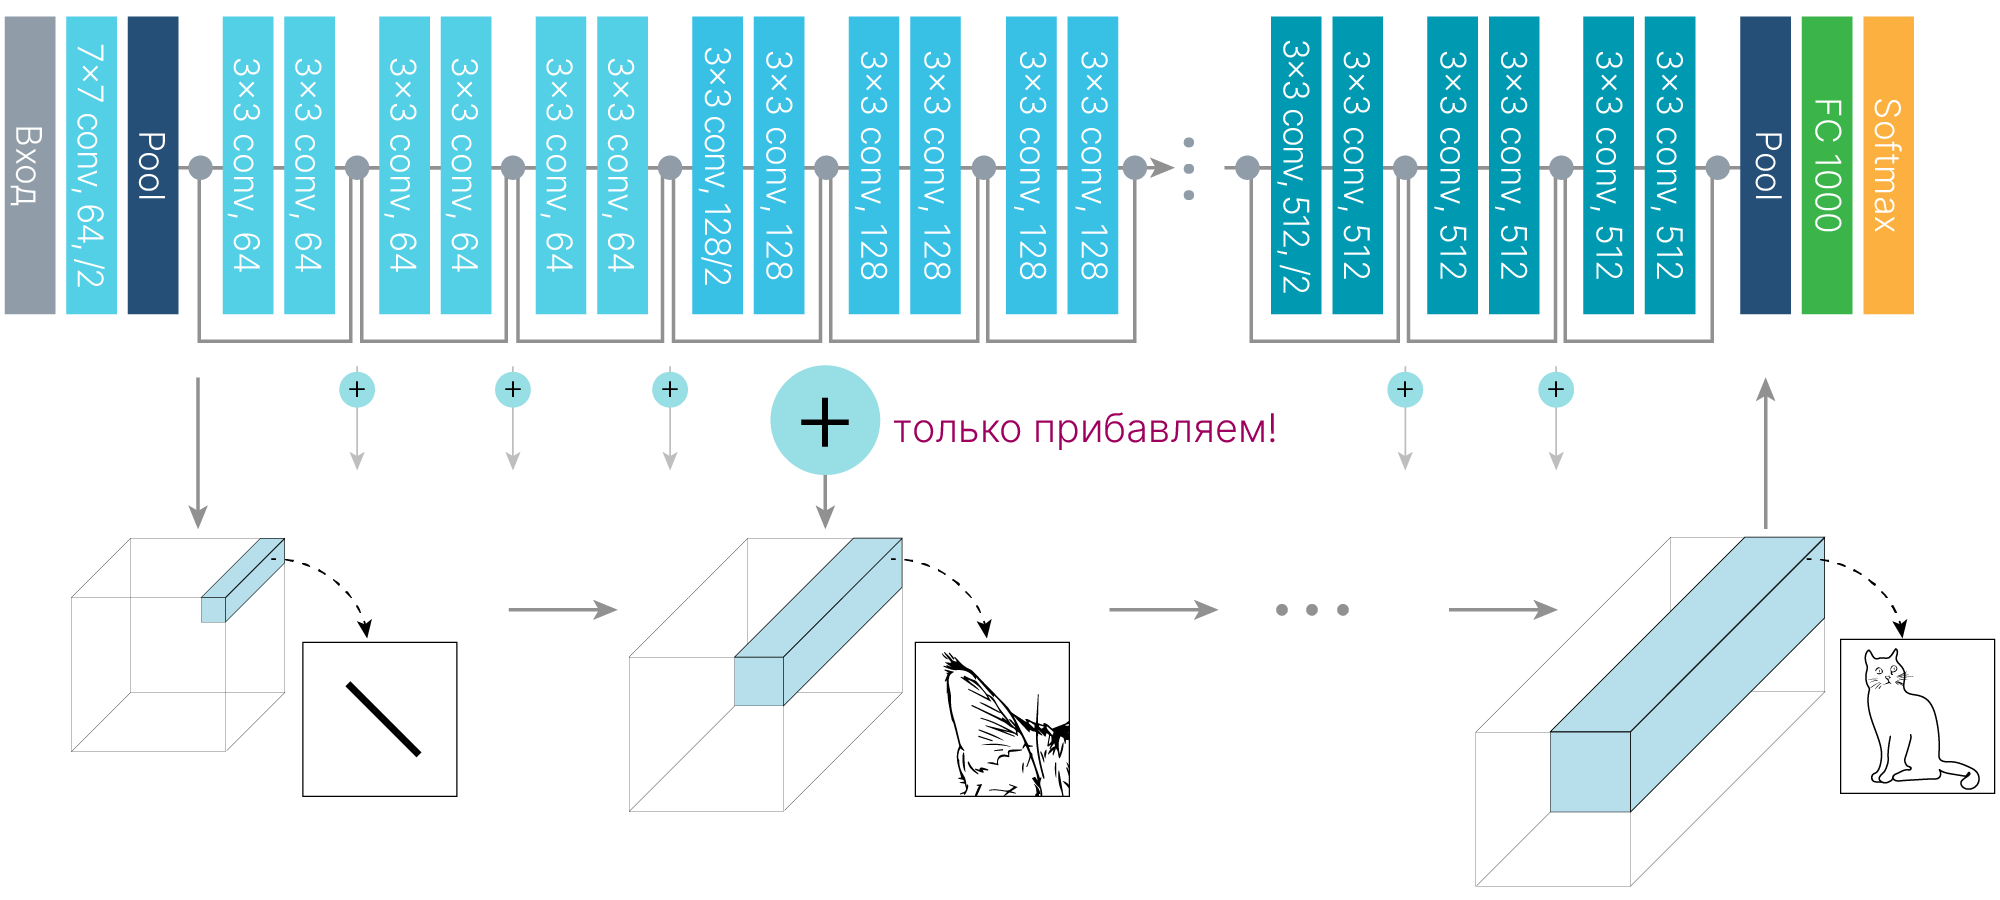 Вход
7×7 conv, 64, /2
Pool
3×3 conv, 64
3×3 conv, 64
3×3 conv, 64
3×3 conv, 64
3×3 conv, 64
3×3 conv, 64
3×3 conv, 128/2
3×3 conv, 128
3×3 conv, 128
3×3 conv, 128
3×3 conv, 128
3×3 conv, 128
3×3 conv, 512, /2
3×3 conv, 512
3×3 conv, 512
3×3 conv, 512
3×3 conv, 512
3×3 conv, 512
Pool
FC 1000
Softmax
+
+
+
+ только прибавляем!
+
+